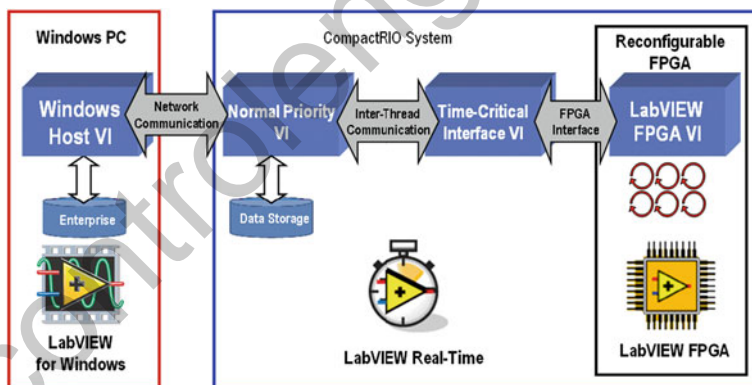 Windows PC
CompactRIO System
Reconfigurable
FPGA
Windows
Host VI
Network
Communication
Normal Priority
VI
Inter-Thread
Communication
Time-Critical
Interface VI
FPGA
Interface
LabVIEW
FPGA VI
Enterprise
Data Storage
LabVIEW
for Windows
LabVIEW Real-Time
LabVIEW FPGA
controleng